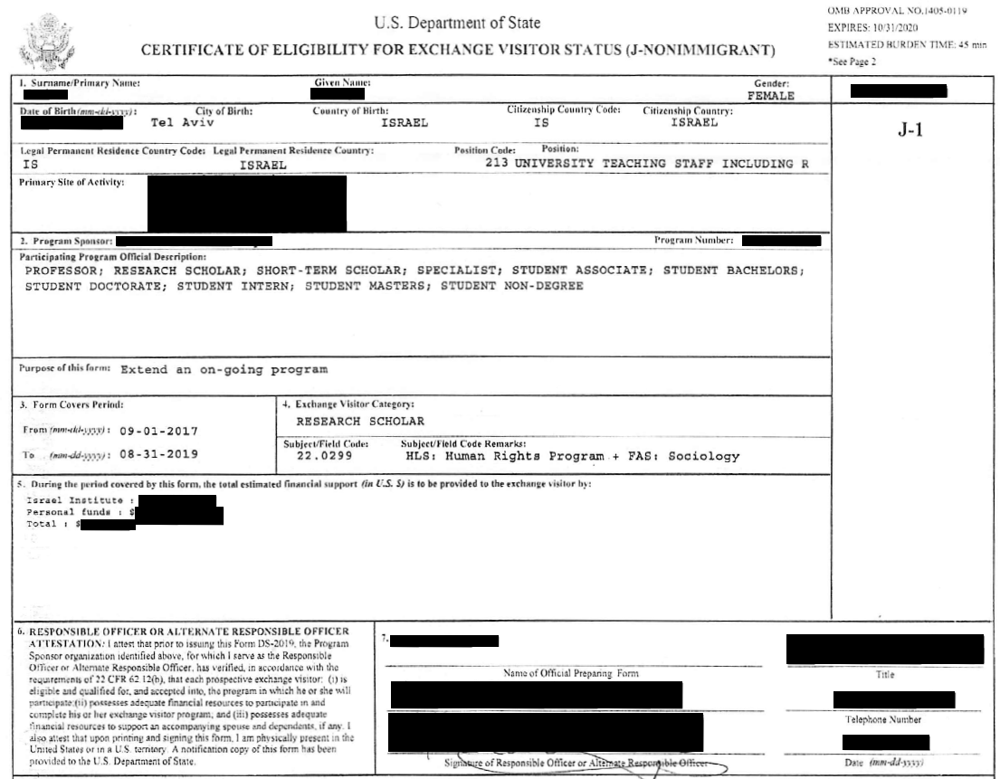 U.S. Department of State
CERTIFICATE OF ELIGIBILITY FOR EXCHANGE VISITOR STATUS (J-NONIMMIGRANT)
OMB APPROVAL NO.1405-0119
EXPIRES: 10/31/2020
ESTIMATED BURDEN TIME: 45 min
*See Page 2
1. Surname/Primary Name: Given Name: Gender:
FEMALE
J-1
Date of Birth(mm-dd-yyyy): City of Birth: Country of Birth: Citizenship Country Code: Citizenship Country:
Tel Aviv ISRAEL IS ISRAEL
Legal Permanent Residence Country Code: Legal Permanent Residence Country: Position Code: Position:
IS ISRAEL 213 UNIVERSITY TEACHING STAFF INCLUDING R
Primary Site of Activity:
2. Program Sponsor: Program Number:
Participating Program Official Description:
PROFESSOR; RESEARCH SCHOLAR; SHORT-TERM SCHOLAR; SPECIALIST; STUDENT ASSOCIATE; STUDENT BACHELORS;
STUDENT DOCTORATE; STUDENT INTERN; STUDENT MASTERS; STUDENT NON-DEGREE
Purpose of this form: Extend an on-going program
3. Form Covers Period:
From (mm-dd-yyyy): 09-01-2017
To (mm-dd-yyyy): 08-31-2019
4. Exchange Visitor Category:
RESEARCH SCHOLAR
Subject/Field Code: Subject/Field Code Remarks:
22.0299 HLS: Human Rights Program + FAS: Sociology
5. During the period covered by this form, the total estimated financial support (in U.S. $) is to be provided to the exchange visitor by:
Israel Institute :
Personal funds : $
Total : $
6. RESPONSIBLE OFFICER OR ALTERNATE RESPONSIBLE OFFICER
ATTESTATION: I attest that prior to issuing this Form DS-2019, the Program
Sponsor organization identified above, for which I serve as the Responsible
Officer or Alternate Responsible Officer, has verified, in accordance with the
requirements of 22 CFR 62.12(b), that each prospective exchange visitor: (i) is
eligible and qualified for, and accepted into, the program in which he or she will
participate;(ii) possesses adequate financial resources to participate in and
complete his or her exchange visitor program; and (iii) possesses adequate
financial resources to support an accompanying spouse and dependents, if any. I
also attest that upon printing and signing this form, I am physically present in the
United States or in a U.S. territory. A notification copy of this form has been
provided to the U.S. Department of State.
7.
Name of Official Preparing Form
Title
Telephone Number
Signature of Responsible Officer or Alternate Responsible Officer
Date (mm-dd-yyyy)